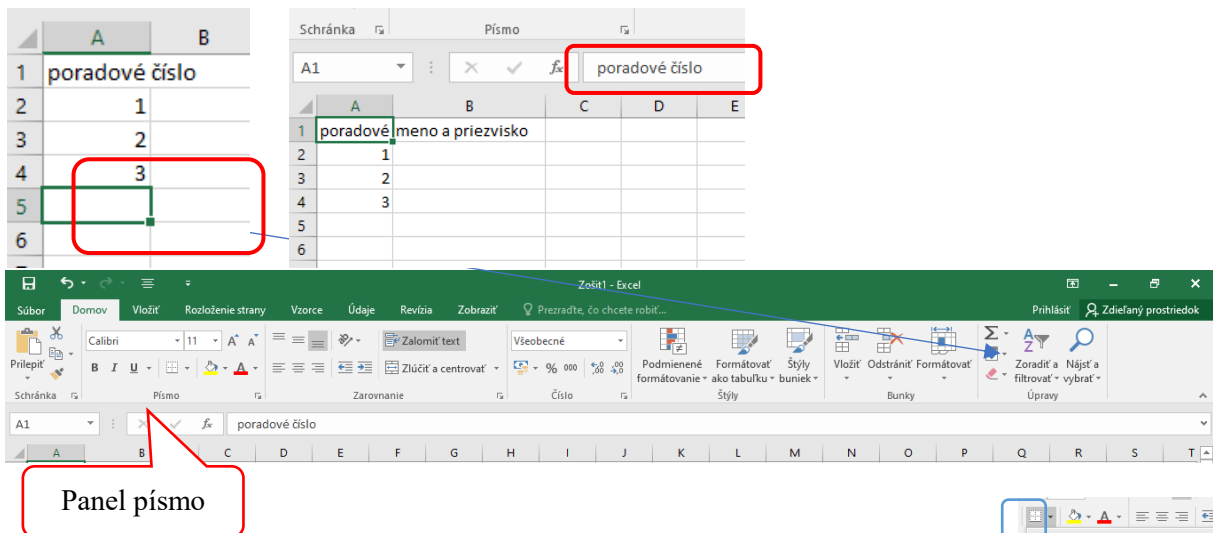 A B
1 poradové číslo
2 1
3 2
4 3
5
6
Schránka Písmo
A1 fx poradové číslo
A B C D E
1 poradové meno a priezvisko
2 1
3 2
4 3
5
6
Zošit1 - Excel
Súbor Domov Vložiť Rozloženie strany Vzorce Údaje Revízia Zobraziť Prezraďte, čo chcete robiť... Prihlásiť Zdieľaný prostriedok
Prilepiť Calibri 11 A A Zalomiť text Všeobecné
B I U A Zlúčiť a centrovať % 000 Podmienené formátovanie Formátovať ako tabuľku Štýly buniek Vložiť Odstrániť Formátovať Zoradiť a filtrovať Nájsť a vybrať
Schránka Písmo Zarovnanie Číslo Štýly Bunky Úpravy
A1 fx poradové číslo
A B C D E F G H I J K L M N O P Q R S T
Panel písmo
A